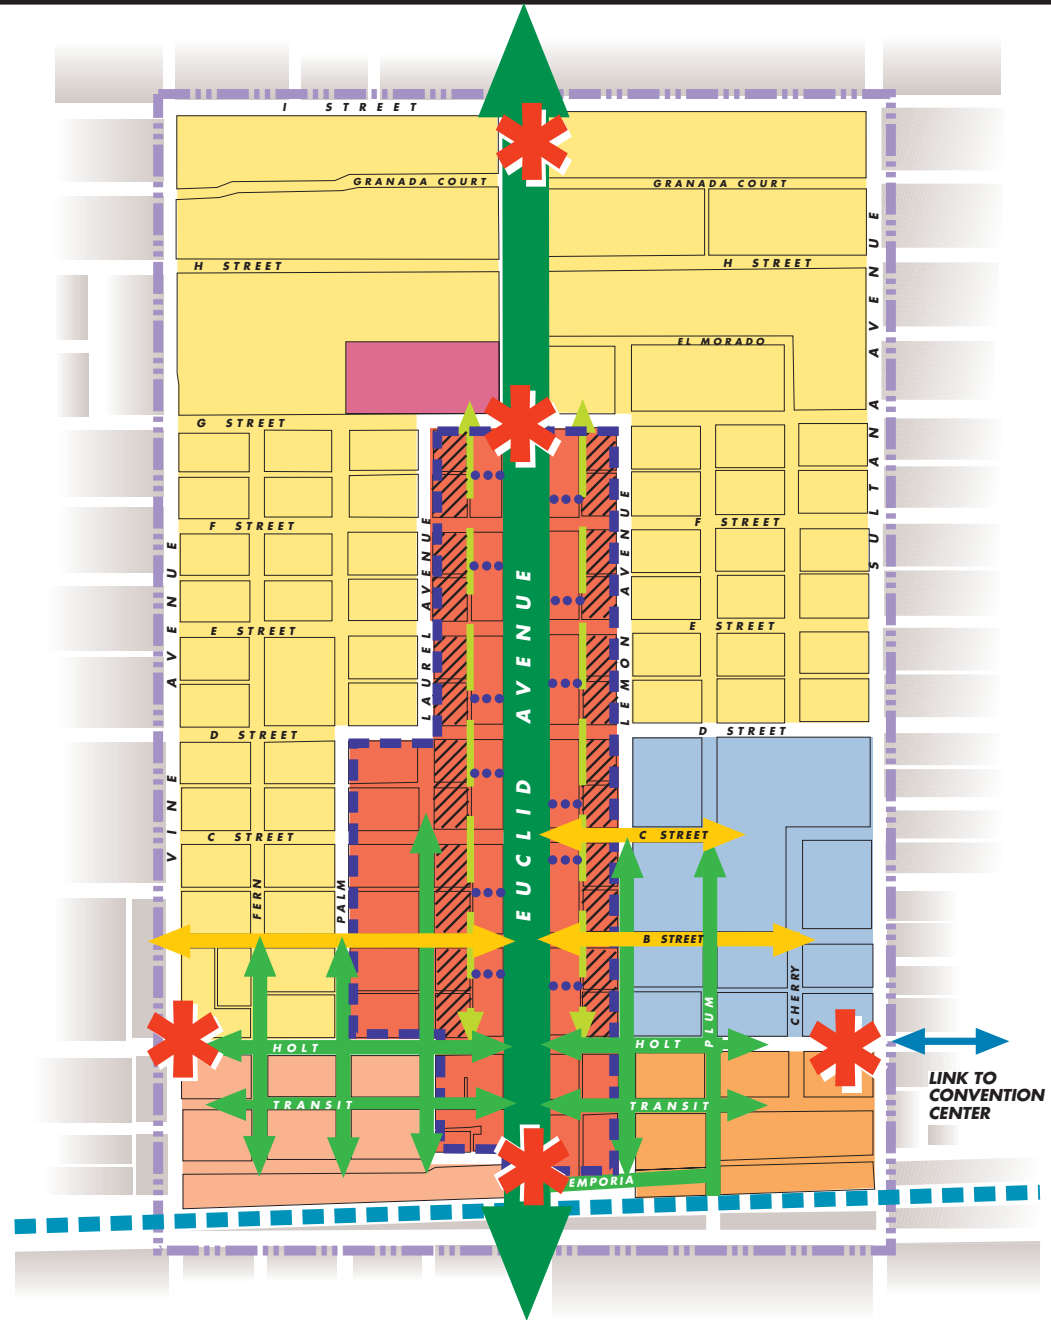 I STREET
GRANADA COURT
GRANADA COURT
H STREET
H STREET
EL MORADO
G STREET
F STREET
F STREET
E STREET
E STREET
D STREET
D STREET
C STREET
C STREET
B STREET
VINE AVENUE
FERN
PALM
LAUREL AVENUE
EUCLID AVENUE
LEMON AVENUE
PLUM
CHERRY
SULTANA AVENUE
HOLT
HOLT
TRANSIT
TRANSIT
EMPORIA
LINK TO
CONVENTION
CENTER